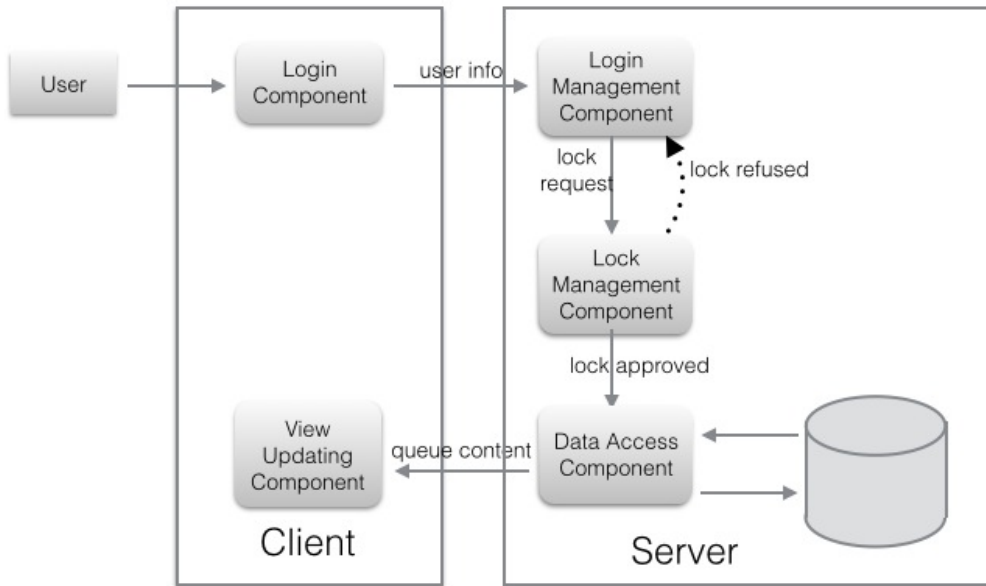 User
Login
Component
user info
Login
Management
Component
lock
request
lock refused
Lock
Management
Component
lock approved
View
Updating
Component
queue content
Data Access
Component
Client
Server